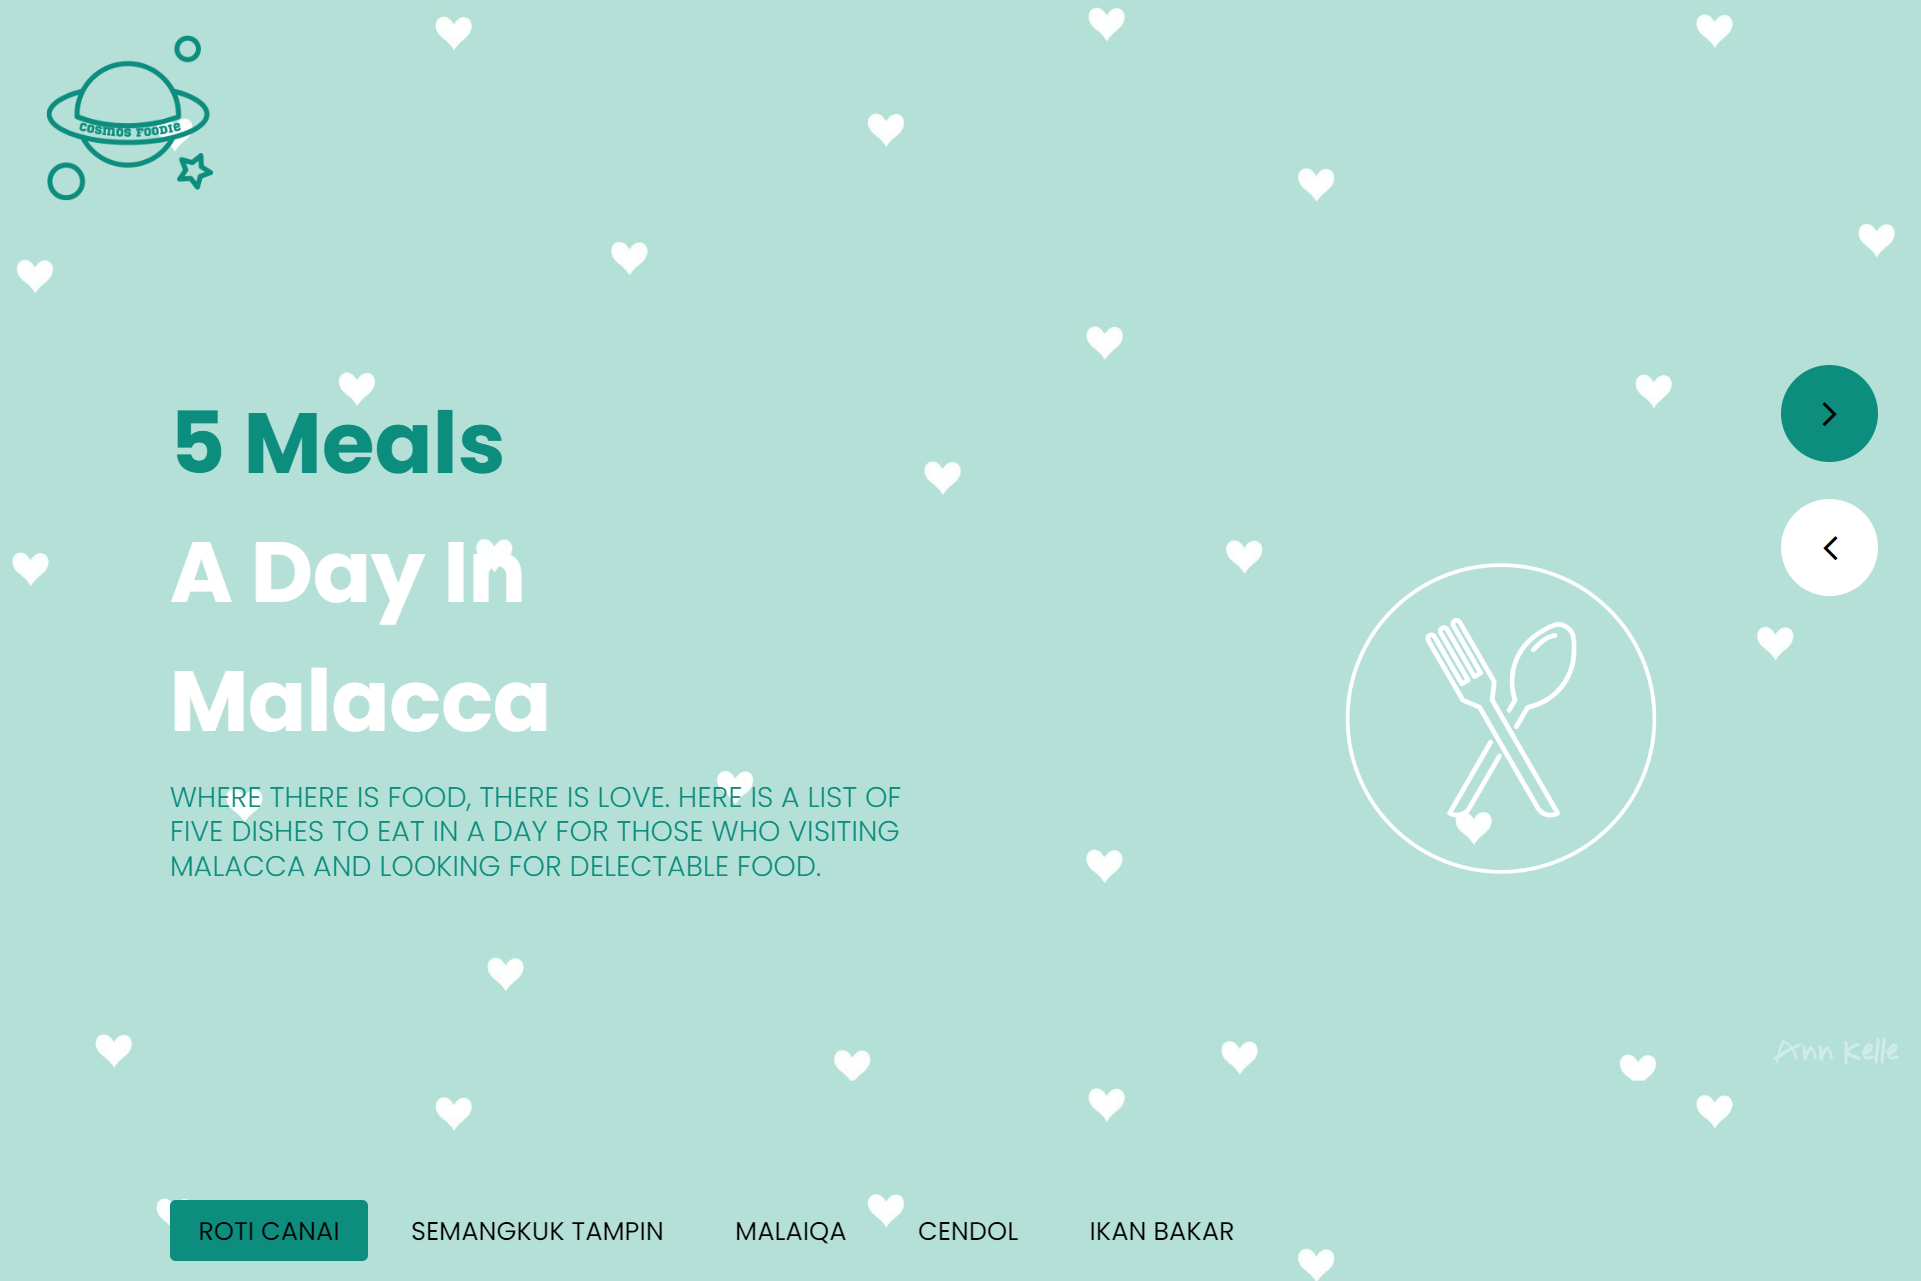 COSMOS FOODIE
5 Meals
A Day In
Malacca
WHERE THERE IS FOOD, THERE IS LOVE. HERE IS A LIST OF
FIVE DISHES TO EAT IN A DAY FOR THOSE WHO VISITING
MALACCA AND LOOKING FOR DELECTABLE FOOD.
Ann Kelle
ROTI CANAI SEMANGKUK TAMPIN MALAIQA CENDOL IKAN BAKAR